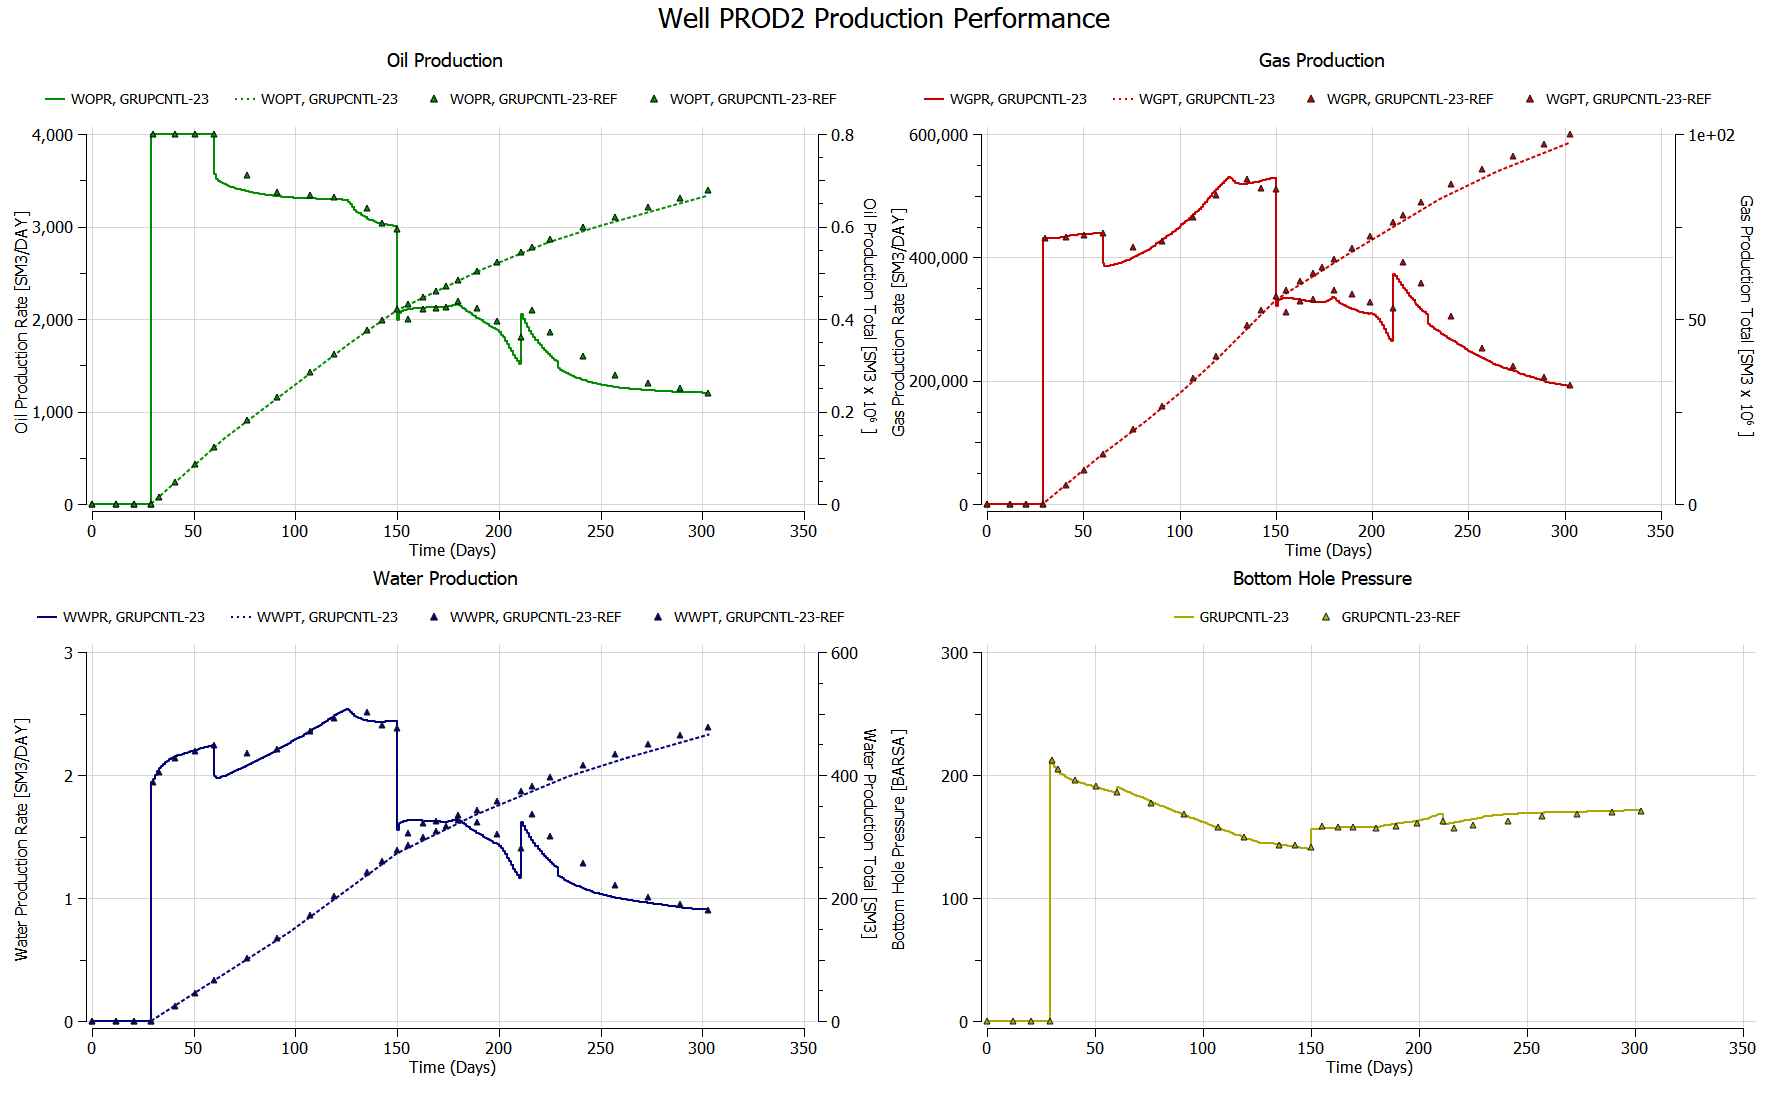 Well PROD2 Production Performance
Oil Production
WOPR, GRUPCNTL-23 WOPT, GRUPCNTL-23 WOPR, GRUPCNTL-23-REF WOPT, GRUPCNTL-23-REF
4,000
3,000
2,000
1,000
0
Oil Production Rate [SM3/DAY]
0.8
0.6
0.4
0.2
0
Oil Production Total [SM3 x 10⁶ ]
0 50 100 150 200 250 300 350
Time (Days)
Gas Production
WGPR, GRUPCNTL-23 WGPT, GRUPCNTL-23 WGPR, GRUPCNTL-23-REF WGPT, GRUPCNTL-23-REF
600,000
400,000
200,000
0
Gas Production Rate [SM3/DAY]
1e+02
50
0
Gas Production Total [SM3 x 10⁶ ]
0 50 100 150 200 250 300 350
Time (Days)
Water Production
WWPR, GRUPCNTL-23 WWPT, GRUPCNTL-23 WWPR, GRUPCNTL-23-REF WWPT, GRUPCNTL-23-REF
3
2
1
0
Water Production Rate [SM3/DAY]
600
400
200
0
Water Production Total [SM3]
0 50 100 150 200 250 300 350
Time (Days)
Bottom Hole Pressure
GRUPCNTL-23 GRUPCNTL-23-REF
300
200
100
0
Bottom Hole Pressure [BARSA]
0 50 100 150 200 250 300 350
Time (Days)